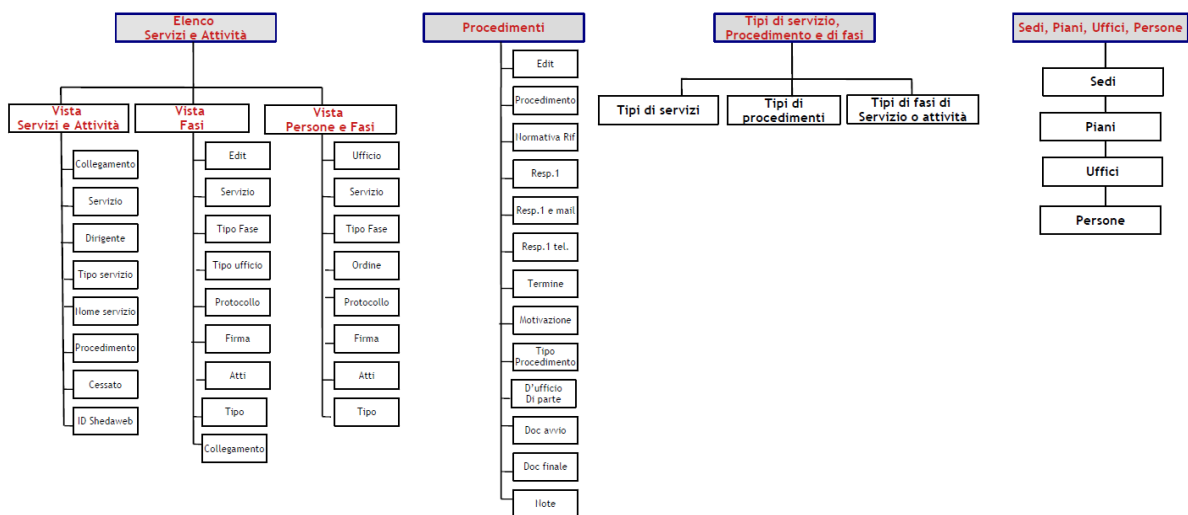 Elenco
Servizi e Attività
Vista
Servizi e Attività
Collegamento
Servizio
Dirigente
Tipo servizio
Nome servizio
Procedimento
Cessato
ID Shedaweb
Vista
Fasi
Edit
Servizio
Tipo Fase
Tipo ufficio
Protocollo
Firma
Atti
Tipo
Collegamento
Vista
Persone e Fasi
Ufficio
Servizio
Tipo Fase
Ordine
Protocollo
Firma
Atti
Tipo
Procedimenti
Edit
Procedimento
Normativa Rif
Resp.1
Resp.1 e mail
Resp.1 tel.
Termine
Motivazione
Tipo
Procedimento
D'ufficio
Di parte
Doc avvio
Doc finale
Note
Tipi di servizio,
Procedimento e di fasi
Tipi di servizi
Tipi di
procedimenti
Tipi di fasi di
Servizio o attività
Sedi, Piani, Uffici, Persone
Sedi
Piani
Uffici
Persone